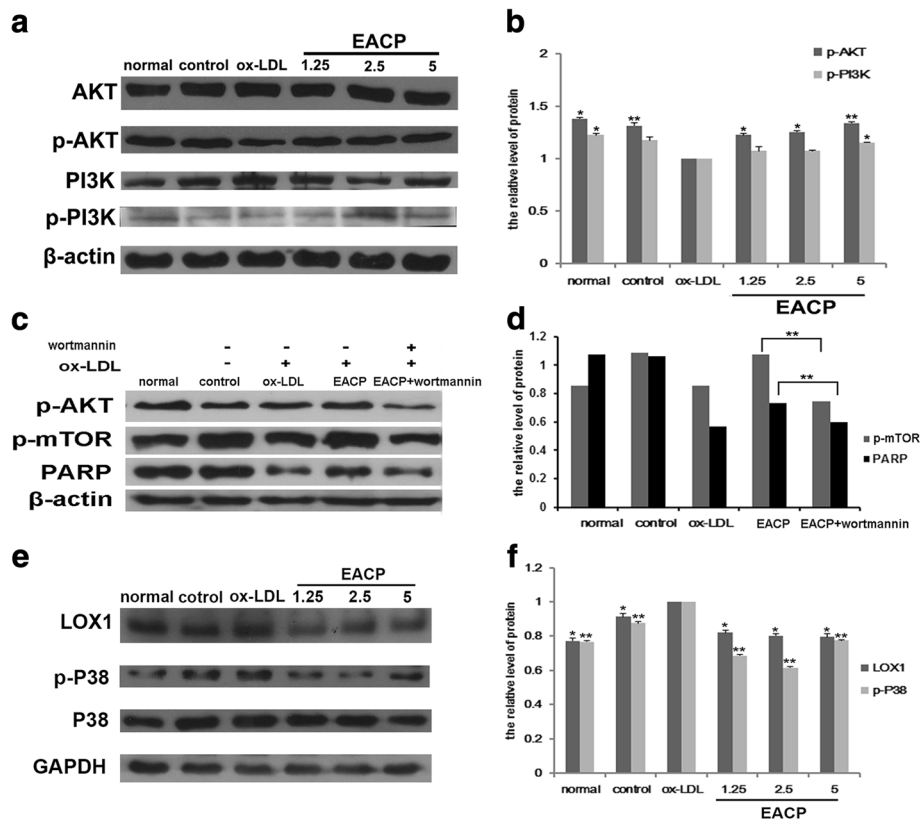 a
EACP
normal control ox-LDL 1.25 2.5 5
AKT
p-AKT
PI3K
p-PI3K
β-actin
b
p-AKT
p-PI3K
2
1.5
1
0.5
0
the relative level of protein
* * ** * * ** *
normal control ox-LDL 1.25 2.5 5
EACP
c
wortmannin - - +
ox-LDL - + + +
normal control ox-LDL EACP EACP+wortmannin
p-AKT
p-mTOR
PARP
β-actin
d
1.2
1
0.8
0.6
0.4
0.2
0
the relative level of protein
**
**
p-mTOR
PARP
normal control ox-LDL EACP EACP+wortmannin
e
EACP
normal cotrol ox-LDL 1.25 2.5 5
LOX1
p-P38
P38
GAPDH
f
1.2
1
0.8
0.6
0.4
0.2
0
the relative level of protein
* ** * ** * ** * ** * **
LOX1
p-P38
normal control ox-LDL 1.25 2.5 5
EACP